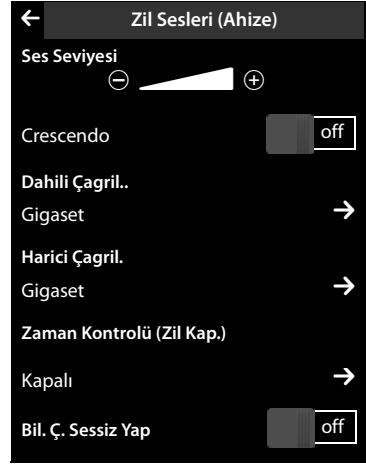 Zil Sesleri (Ahize)
Ses Seviyesi
Crescendo off
Dahili Çagril..
Gigaset
Harici Çagril.
Gigaset
Zaman Kontrolü (Zil Kap.)
Kapalı
Bil. Ç. Sessiz Yap off